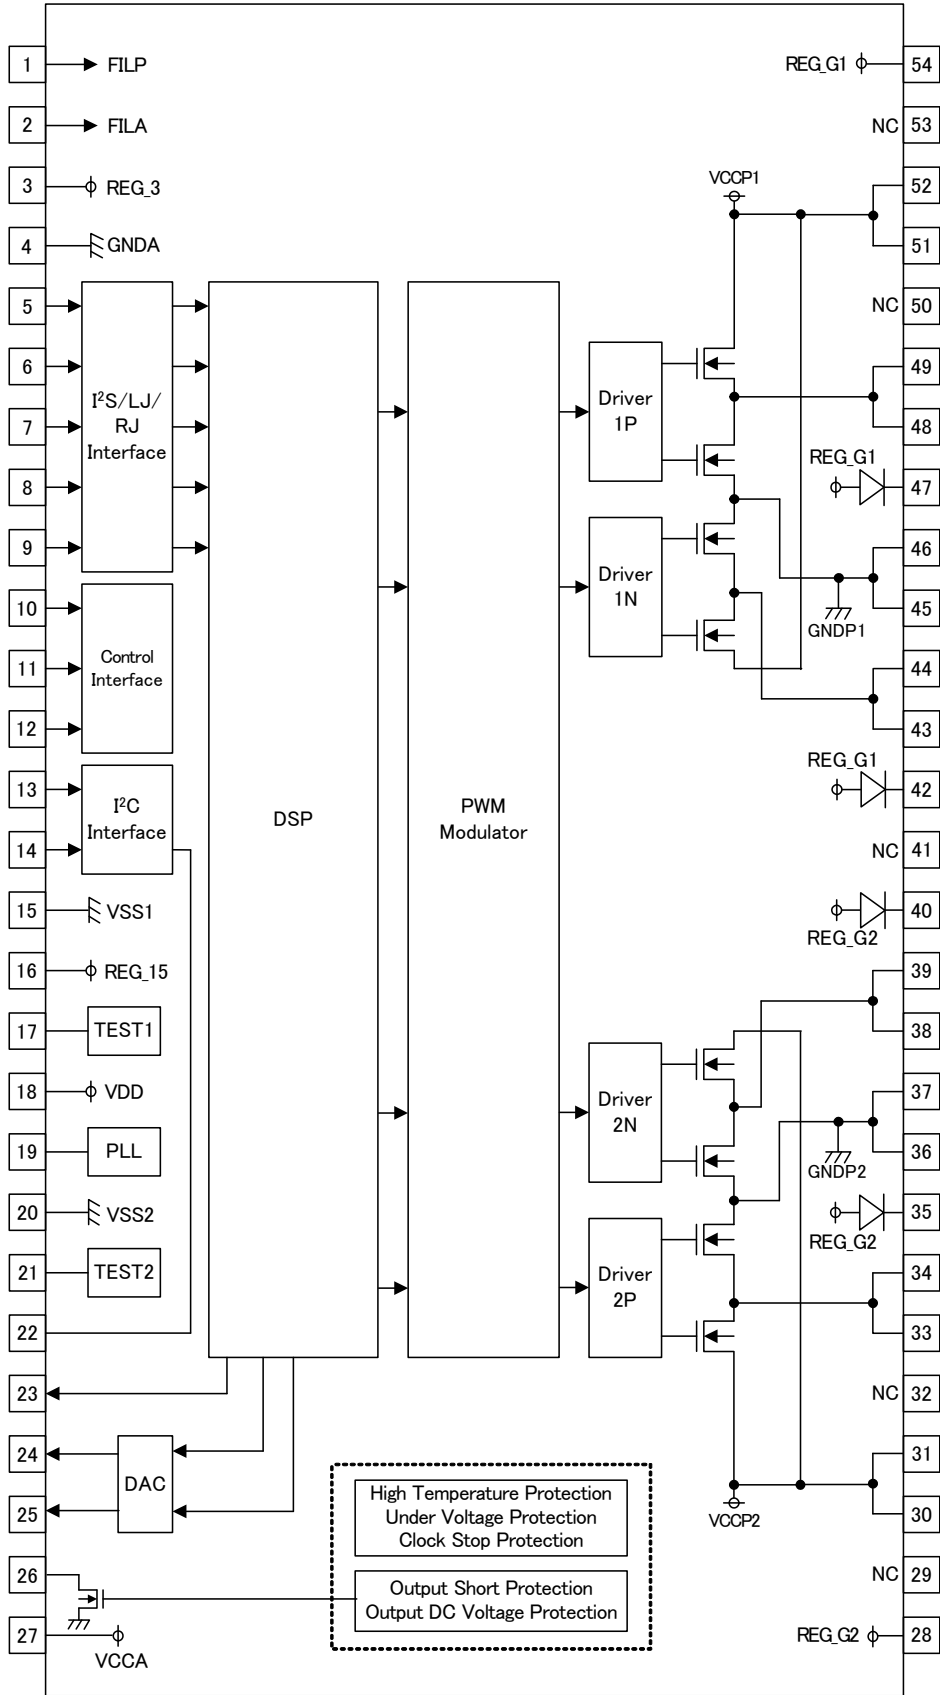 1
FILP
REG_G1
54
2
FILA
NC
53
3
REG_3
VCCP1
52
4
GNDA
51
5
NC
50
6
I²S/LJ/
RJ
Interface
Driver
1P
49
7
48
8
REG_G1
47
9
Driver
1N
46
10
GNDP1
45
11
Control
Interface
44
12
43
13
I²C
Interface
DSP
PWM
Modulator
REG_G1
42
14
NC
41
15
VSS1
REG_G2
40
16
REG_15
39
17
TEST1
38
18
VDD
Driver
2N
37
19
PLL
GNDP2
36
20
VSS2
REG_G2
35
21
TEST2
Driver
2P
34
22
33
23
NC
32
24
DAC
31
25
High Temperature Protection
Under Voltage Protection
Clock Stop Protection
VCCP2
30
26
Output Short Protection
Output DC Voltage Protection
NC
29
27
VCCA
REG_G2
28